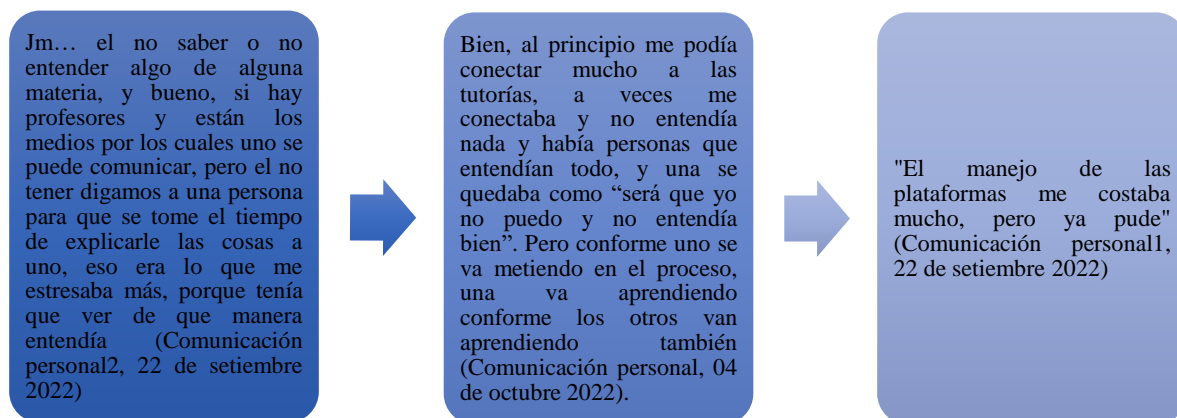 Jm… el no saber o no
entender algo de alguna
materia, y bueno, si hay
profesores y están los
medios por los cuales uno se
puede comunicar, pero el no
tener digamos a una persona
para que se tome el tiempo
de explicarle las cosas a
uno, eso era lo que me
estresaba más, porque tenía
que ver de que manera
entendía (Comunicación
personal2, 22 de setiembre
2022)
Bien, al principio me podía
conectar mucho a las
tutorías, a veces me
conectaba y no entendía
nada y había personas que
entendían todo, y una se
quedaba como “será que yo
no puedo y no entendía
bien”. Pero conforme uno se
va metiendo en el proceso,
una va aprendiendo
conforme los otros van
aprendiendo también
(Comunicación personal, 04
de octubre 2022).
"El manejo de las
plataformas me costaba
mucho, pero ya pude"
(Comunicación personal1,
22 de setiembre 2022)